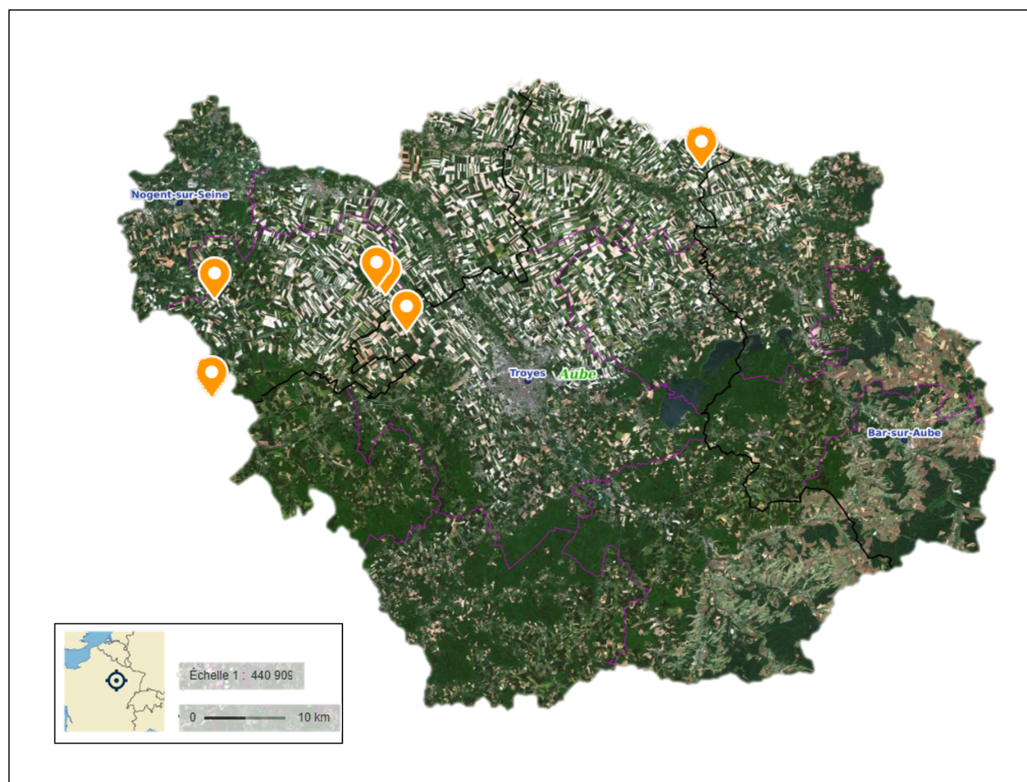 Nogent-sur-Seine
Troyes
Aube
Bar-sur-Aube
Échelle 1 : 440 909
0 10 km